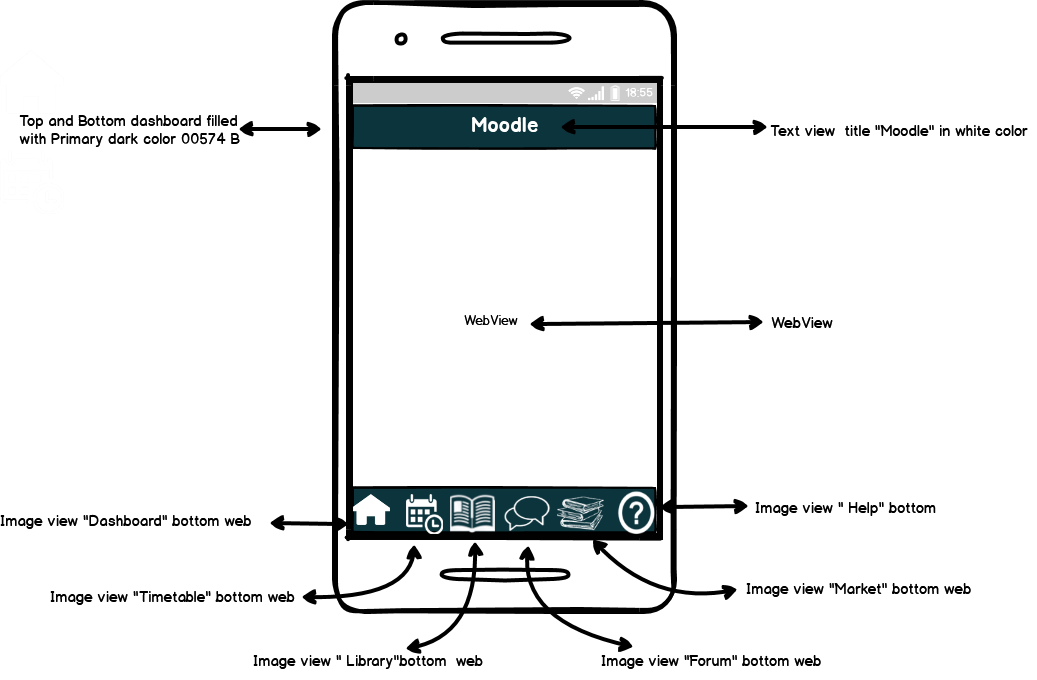 18:55
Top and Bottom dashboard filled
with Primary dark color 00574 B
Moodle
Text view  title "Moodle" in white color
WebView
WebView
Image view "Dashboard" bottom web
Image view " Help" bottom
Image view "Timetable" bottom web
Image view "Market" bottom web
Image view " Library"bottom  web
Image view "Forum" bottom web